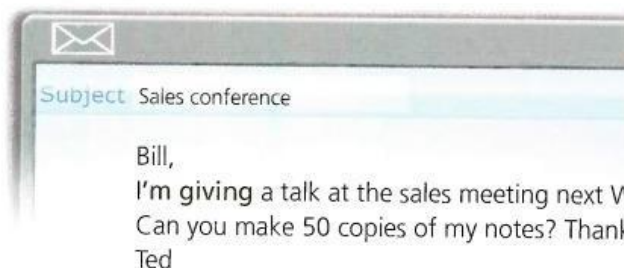 Subject Sales conference
Bill,
I'm giving a talk at the sales meeting next
Can you make 50 copies of my notes?
Ted